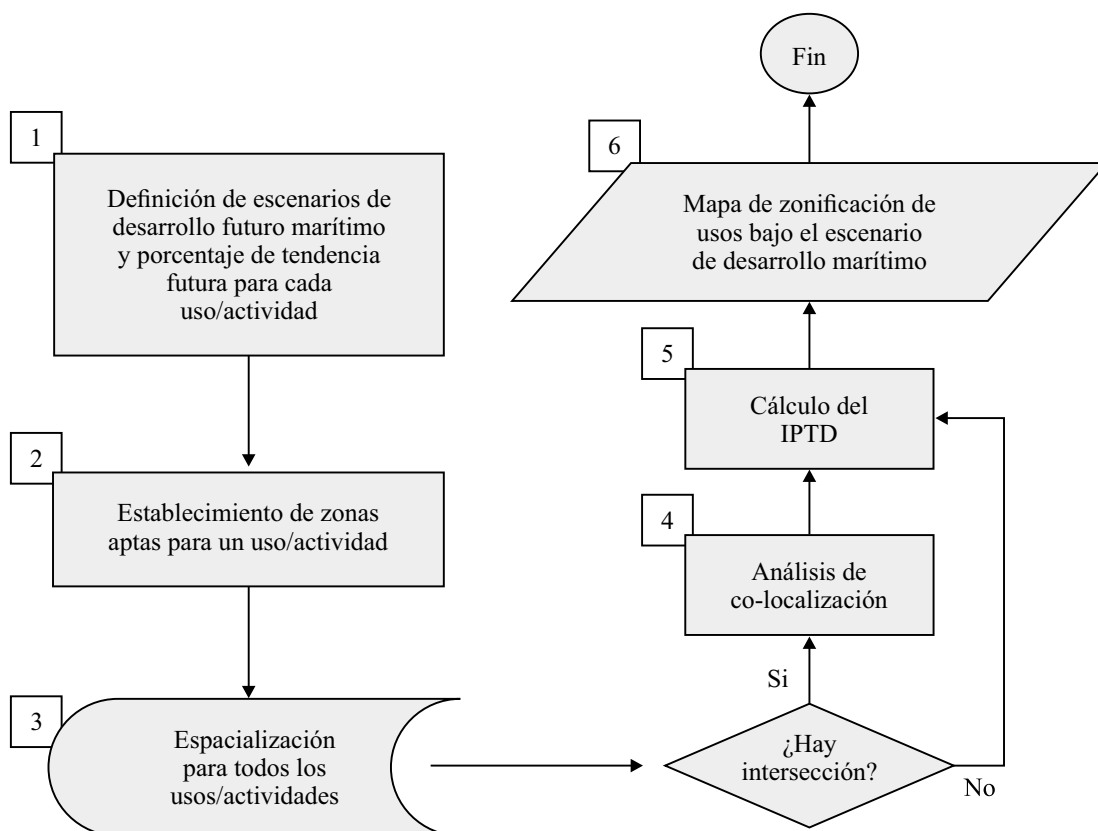 1
Definición de escenarios de
desarrollo futuro marítimo
y porcentaje de tendencia
futura para cada
uso/actividad
2
Establecimiento de zonas
aptas para un uso/actividad
3
Espacialización
para todos los
usos/actividades
¿Hay
intersección?
Si
No
4
Análisis de
co-localización
5
Cálculo del
IPTD
6
Mapa de zonificación de
usos bajo el escenario
de desarrollo marítimo
Fin